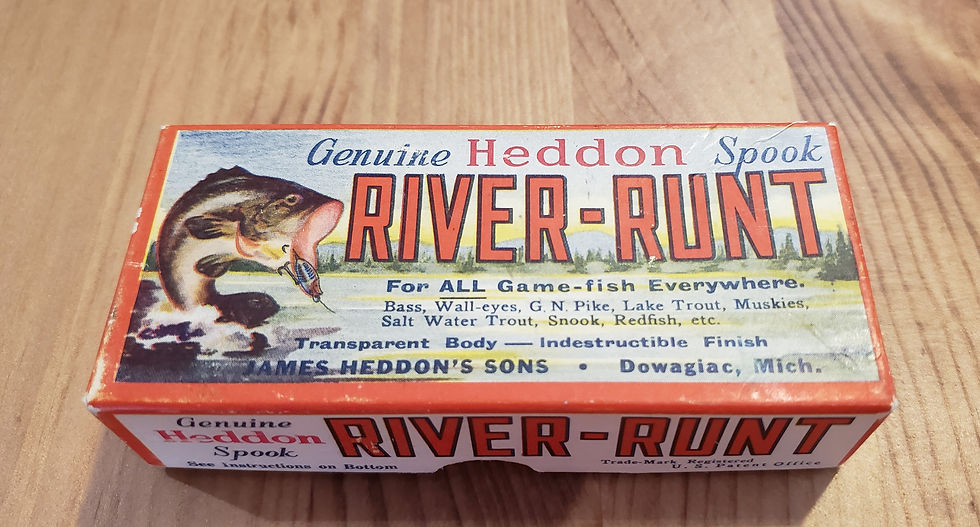 Genuine Heddon Spook
RIVER-RUNT
For ALL Game-fish Everywhere.
Bass, Wall-eyes, G. N. Pike, Lake Trout, Muskies,
Salt Water Trout, Snook, Redfish, etc.
Transparent Body — Indestructible Finish
JAMES HEDDON'S SONS • Dowagiac, Mich.
Genuine
Heddon
Spook
RIVER-RUNT
See Instructions on Bottom
Trade-Mark Registered
U. S. Patent Office